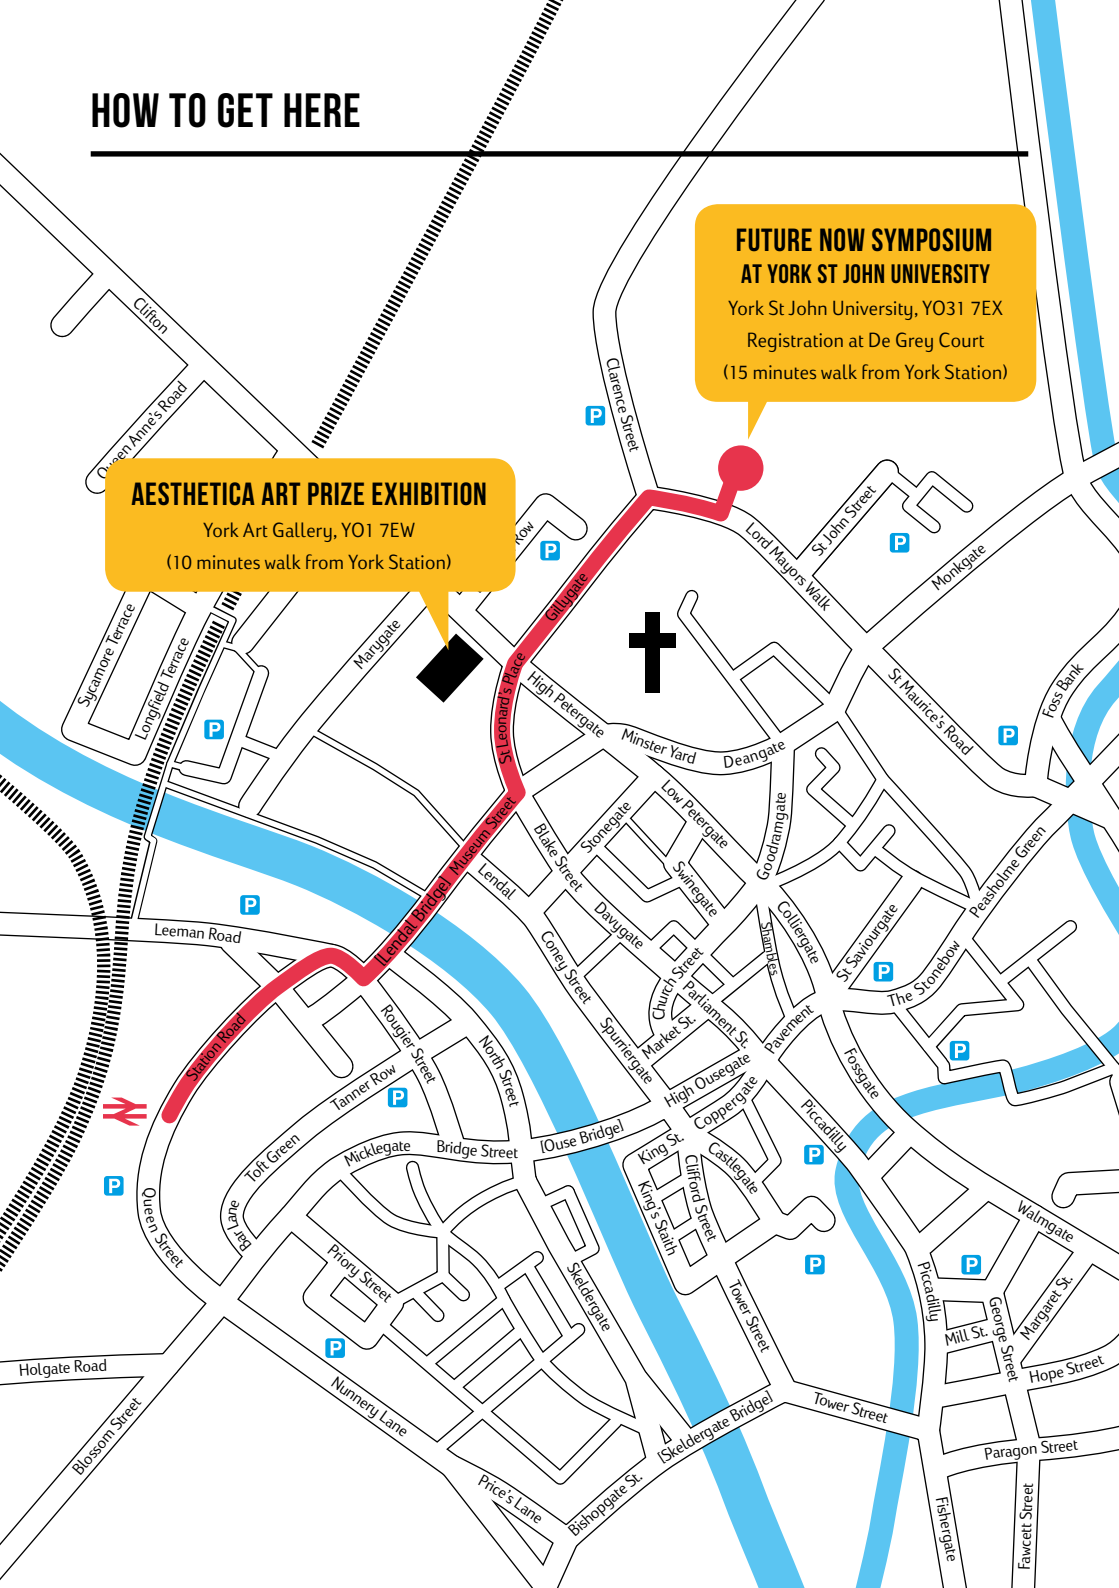 HOW TO GET HERE
FUTURE NOW SYMPOSIUM
AT YORK ST JOHN UNIVERSITY
York St John University, YO31 7EX
Registration at De Grey Court
(15 minutes walk from York Station)
Clifton
Clarence Street
P
Queen Anne's Road
AESTHETICA ART PRIZE EXHIBITION
York Art Gallery, YO1 7EW
(10 minutes walk from York Station)
Row
P
St John Street
P
Lord Mayors Walk
Monkgate
Gillygate
Sycamore Terrace
Longfield Terrace
Marygate
P
St Leonard's Place
High Petergate
Minster Yard
Deangate
St Maurice's Road
Foss Bank
P
Museum Street
Blake Street
Stonegate
Low Petergate
Goodramgate
Swinegate
Lendal
Peasholme Green
P
[Lendal Bridge]
Leeman Road
Davygate
Coney Street
Shambles
Colliergate
St Saviourgate
P
The Stonebow
Church Street
Parliament St.
Market St.
Pavement
Station Road
Rougier Street
North Street
Spurriergate
High Ousegate
Coppergate
Fossgate
P
Tanner Row
P
Toft Green
Micklegate
Bridge Street
[Ouse Bridge]
King St.
Castlegate
Clifford Street
King's Staith
Piccadilly
P
P
Queen Street
Bar Lane
Priory Street
Skeldergate
Tower Street
P
Walmgate
P
Piccadilly
Mill St.
George Street
Margaret St.
Hope Street
P
Holgate Road
Blossom Street
Nunnery Lane
[Skeldergate Bridge]
Tower Street
Paragon Street
Price's Lane
Bishopgate St.
Fishergate
Fawcett Street